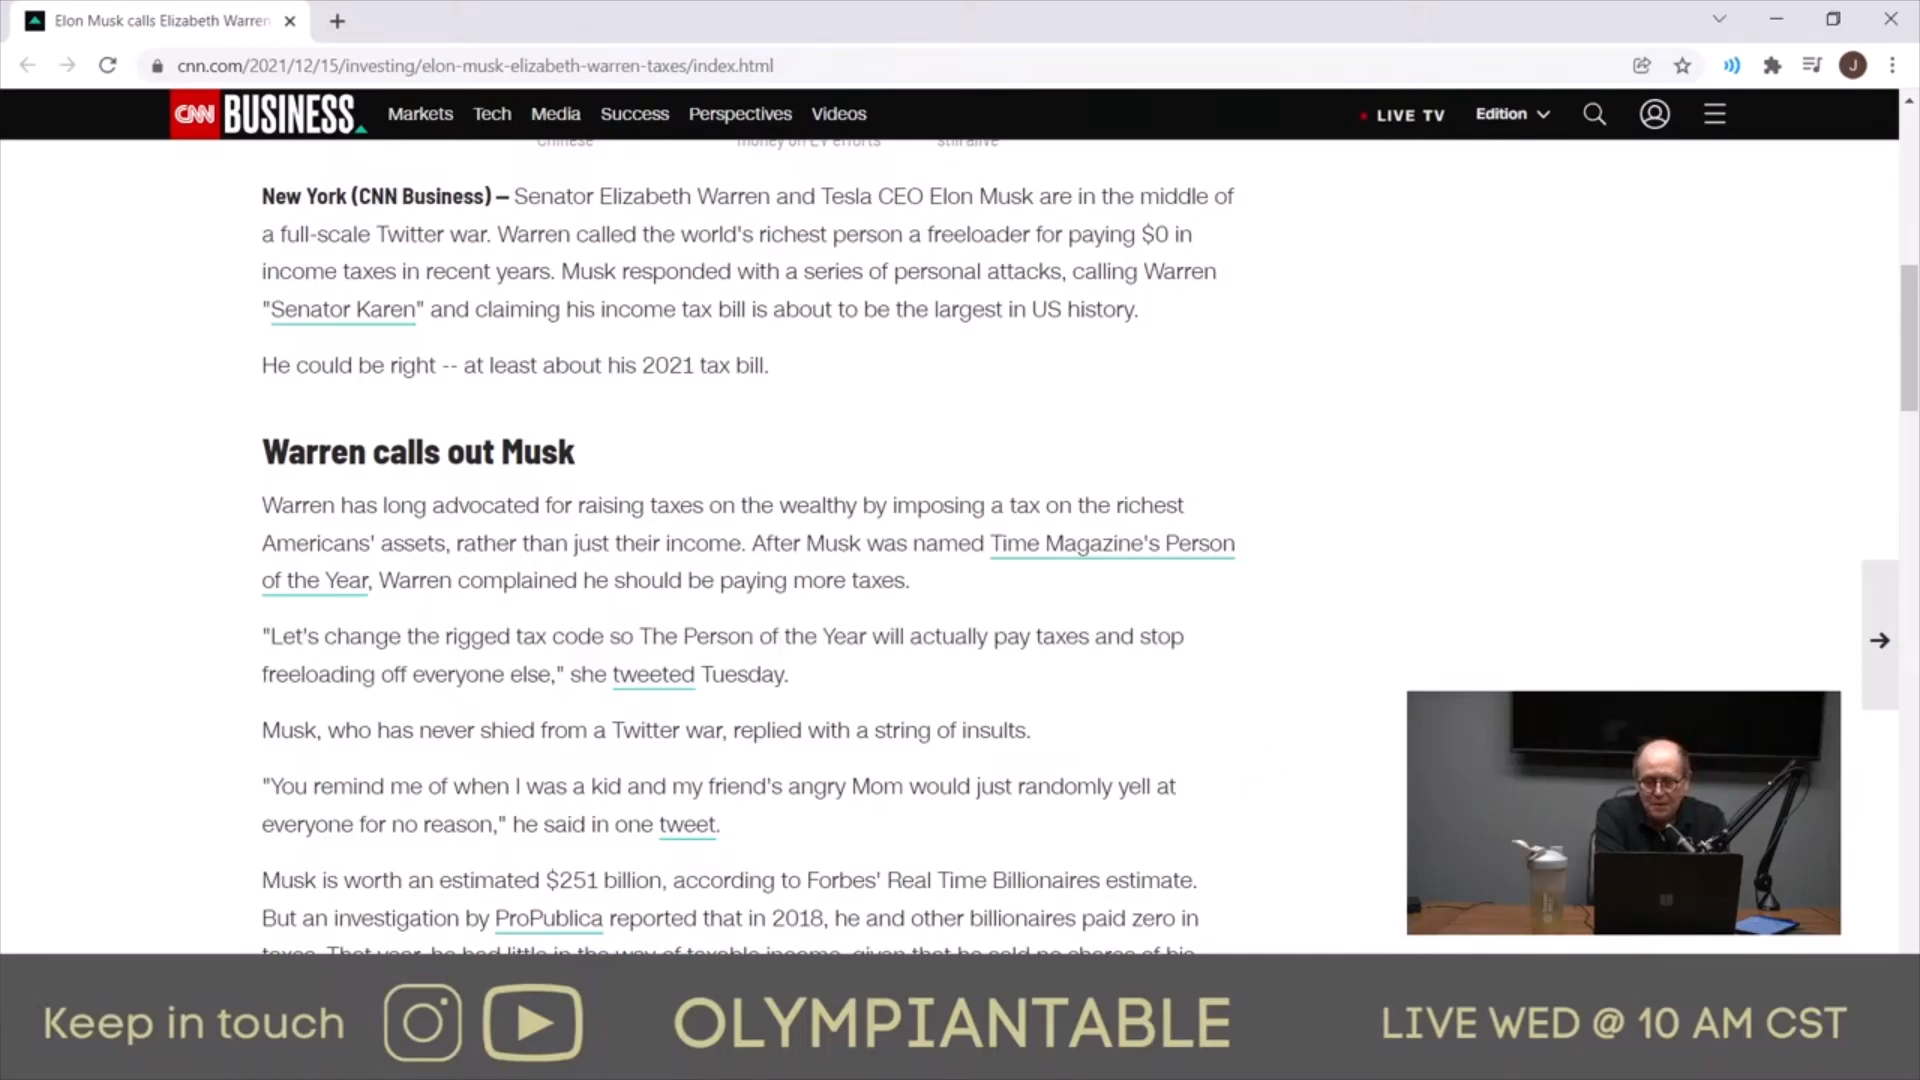 Elon Musk calls Elizabeth Warren
cnn.com/2021/12/15/investing/elon-musk-elizabeth-warren-taxes/index.html
J
CNN BUSINESS Markets Tech Media Success Perspectives Videos LIVE TV Edition
chinese money on EV efforts still alive
New York (CNN Business) – Senator Elizabeth Warren and Tesla CEO Elon Musk are in the middle of
a full-scale Twitter war. Warren called the world's richest person a freeloader for paying $0 in
income taxes in recent years. Musk responded with a series of personal attacks, calling Warren
"Senator Karen" and claiming his income tax bill is about to be the largest in US history.
He could be right -- at least about his 2021 tax bill.
Warren calls out Musk
Warren has long advocated for raising taxes on the wealthy by imposing a tax on the richest
Americans' assets, rather than just their income. After Musk was named Time Magazine's Person
of the Year, Warren complained he should be paying more taxes.
"Let's change the rigged tax code so The Person of the Year will actually pay taxes and stop
freeloading off everyone else," she tweeted Tuesday.
Musk, who has never shied from a Twitter war, replied with a string of insults.
"You remind me of when I was a kid and my friend's angry Mom would just randomly yell at
everyone for no reason," he said in one tweet.
Musk is worth an estimated $251 billion, according to Forbes' Real Time Billionaires estimate.
But an investigation by ProPublica reported that in 2018, he and other billionaires paid zero in
taxes. That year, he had little in the way of taxable income, given that he sold no shares of his
Keep in touch OLYMPIANTABLE LIVE WED @ 10 AM CST